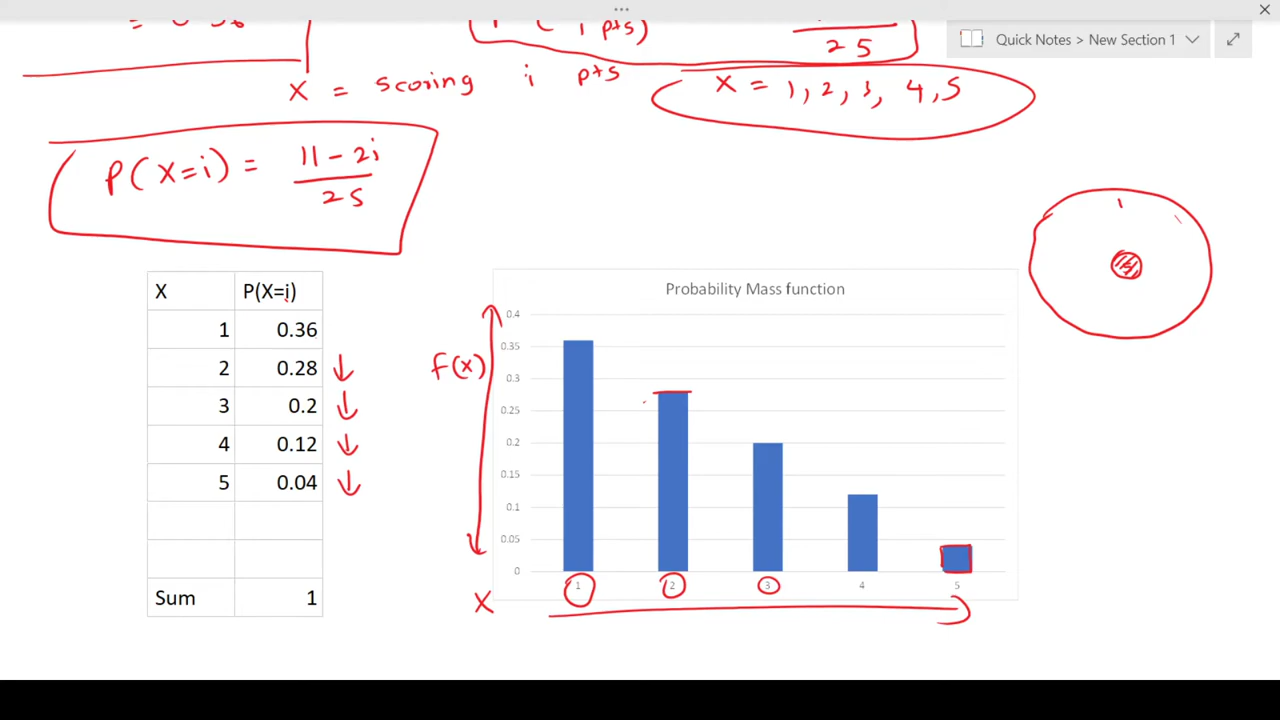 ...
Quick Notes > New Section 1
i pts)
25
X = scoring i pts
X = 1, 2, 3, 4, 5
P(X=i) = 11 - 2i
25
1
X P(X=i)
1 0.36
2 0.28
3 0.2
4 0.12
5 0.04
Sum 1
Probability Mass function
f(x)
0.4
0.35
0.3
0.25
0.2
0.15
0.1
0.05
0
1 2 3 4 5
X